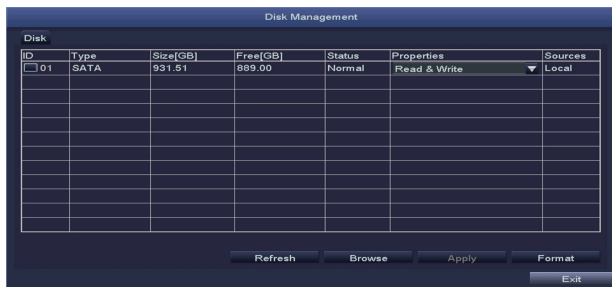 Disk Management
Disk
ID Type Size[GB] Free[GB] Status Properties Sources
01 SATA 931.51 889.00 Normal Read & Write Local
Refresh Browse Apply Format
Exit